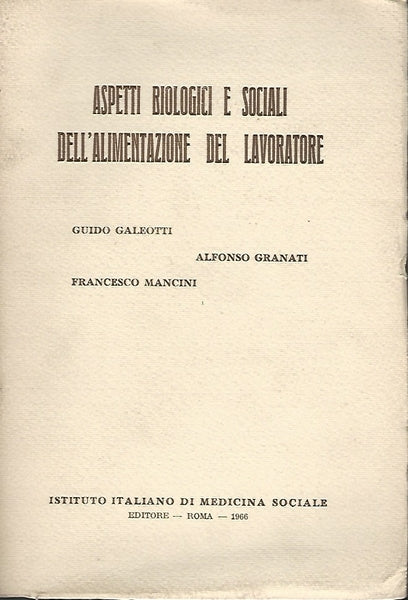 ASPETTI BIOLOGICI E SOCIALI
DELL'ALIMENTAZIONE DEL LAVORATORE
GUIDO GALEOTTI
ALFONSO GRANATI
FRANCESCO MANCINI
ISTITUTO ITALIANO DI MEDICINA SOCIALE
EDITORE — ROMA — 1966